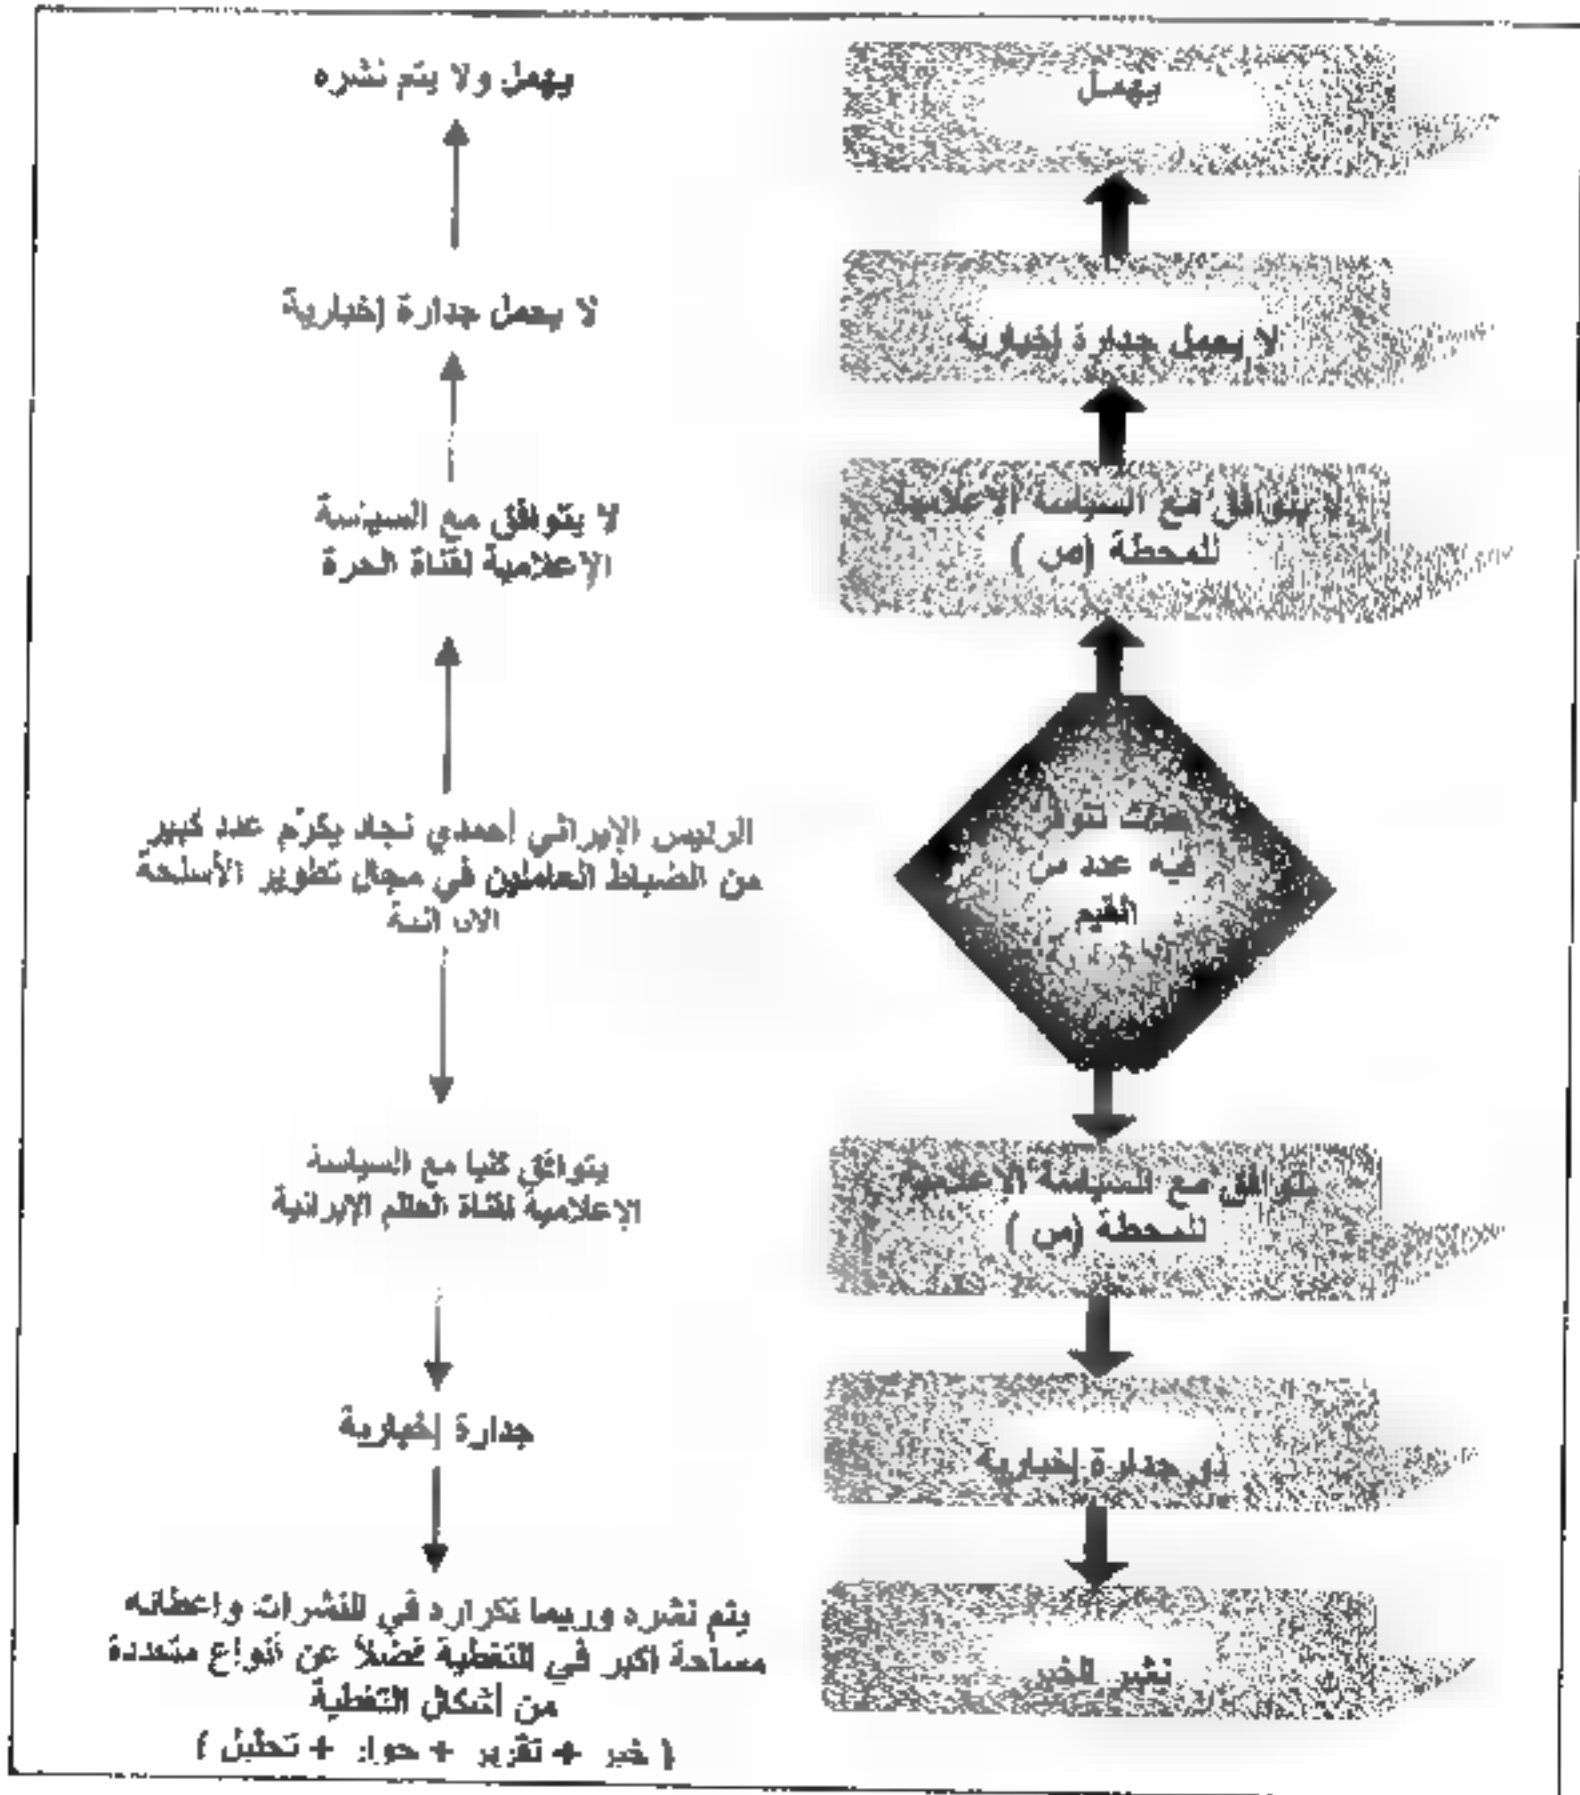 يهمل
لا يحمل جدارة إخبارية
لا يتوافق مع السياسة الإعلامية
للمحطة (س)
حدث تتوفر
فيه عدد من
القيم
يتوافق مع السياسة الإعلامية
للمحطة (س)
ذو جدارة إخبارية
نشر الخبر
يهمل ولا يتم نشره
لا يحمل جدارة إخبارية
لا يتوافق مع السياسة
الإعلامية لقناة الحرة
الرئيس الإيراني أحمدي نجاد يكرّم عدد كبير
من الضباط العاملين في مجال تطوير الأسلحة
يتوافق كليا مع السياسة
الإعلامية لقناة العالم الإيرانية
جدارة إخبارية
يتم نشره وربما تكراره في النشرات وإعطائه
مساحة أكبر في التغطية فضلاً عن أنواع متعددة
من أشكال التغطية
( خبر + تقرير + حوار + تحليل )